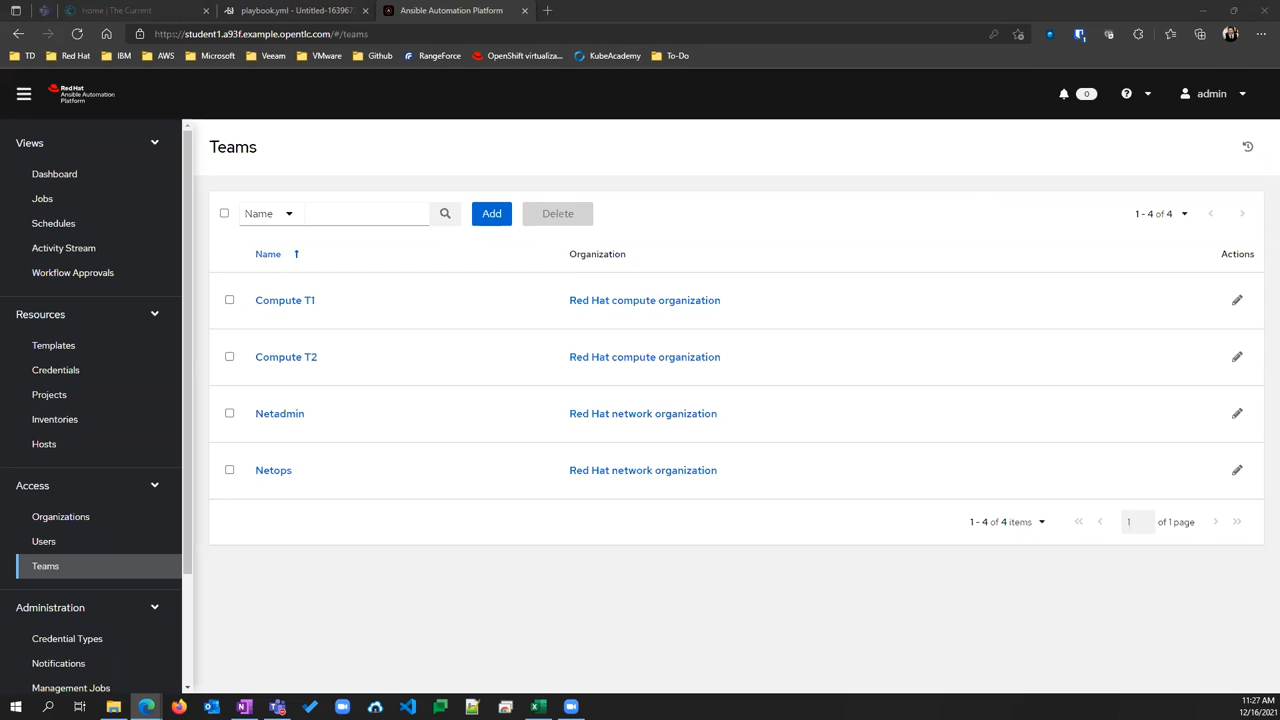 Home | The Current
playbook.yml - Untitled-163967
Ansible Automation Platform
https://student1.a93f.example.opentlc.com/#/teams
TD
Red Hat
IBM
AWS
Microsoft
Veeam
VMware
Github
RangeForce
OpenShift virtualiza...
KubeAcademy
To-Do
Red Hat
Ansible Automation
Platform
0
admin
Views
Dashboard
Jobs
Schedules
Activity Stream
Workflow Approvals
Resources
Templates
Credentials
Projects
Inventories
Hosts
Access
Organizations
Users
Teams
Administration
Credential Types
Notifications
Management Jobs
Teams
Name
Add
Delete
1 - 4 of 4
Name
Organization
Actions
Compute T1
Red Hat compute organization
Compute T2
Red Hat compute organization
Netadmin
Red Hat network organization
Netops
Red Hat network organization
1 - 4 of 4 items
1
of 1 page
11:27 AM
12/16/2021